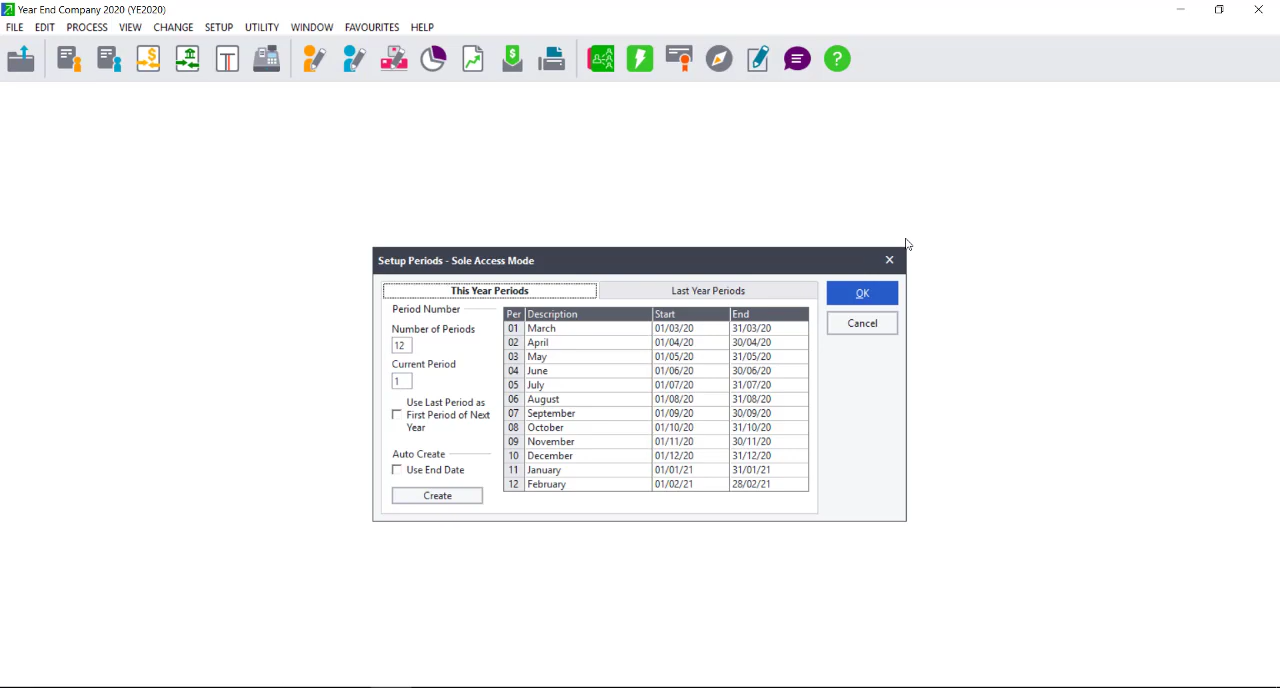 Year End Company 2020 (YE2020)
FILE EDIT PROCESS VIEW CHANGE SETUP UTILITY WINDOW FAVOURITES HELP
Setup Periods - Sole Access Mode
This Year Periods Last Year Periods OK
Period Number
Per Description Start End
Number of Periods
12
Current Period
1
Use Last Period as
First Period of Next
Year
Auto Create
Use End Date
Create
01 March 01/03/20 31/03/20
02 April 01/04/20 30/04/20
03 May 01/05/20 31/05/20
04 June 01/06/20 30/06/20
05 July 01/07/20 31/07/20
06 August 01/08/20 31/08/20
07 September 01/09/20 30/09/20
08 October 01/10/20 31/10/20
09 November 01/11/20 30/11/20
10 December 01/12/20 31/12/20
11 January 01/01/21 31/01/21
12 February 01/02/21 28/02/21
Cancel